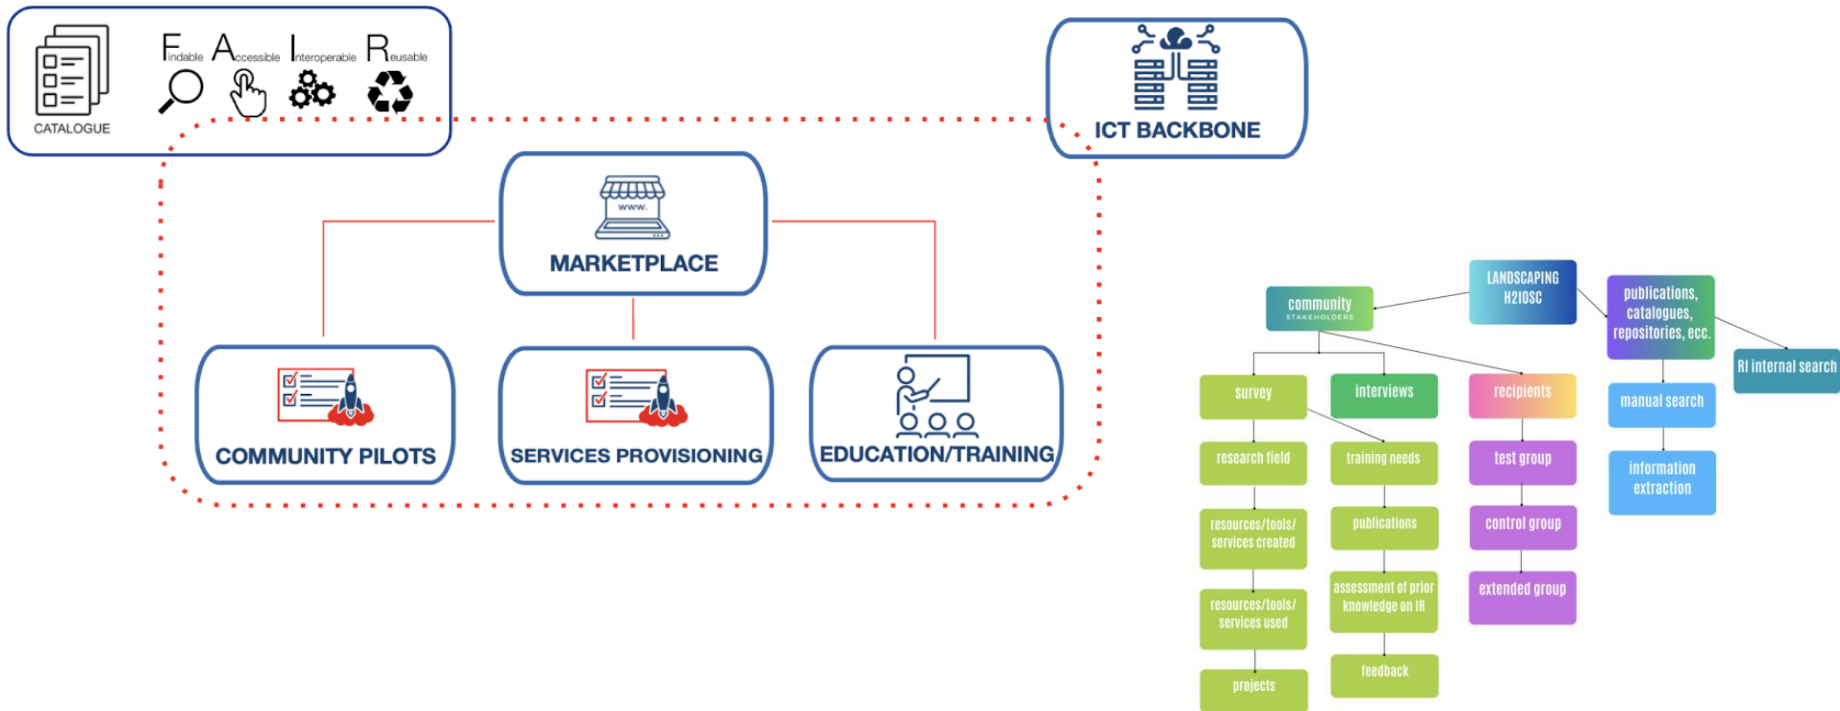 Findable Accessible Interoperable Reusable
CATALOGUE
ICT BACKBONE
www.
MARKETPLACE
COMMUNITY PILOTS
SERVICES PROVISIONING
EDUCATION/TRAINING
LANDSCAPING
H2IOSC
community
STAKEHOLDERS
publications,
catalogues,
repositories, ecc.
RI internal search
survey
interviews
recipients
manual search
research field
training needs
test group
information
extraction
resources/tools/
services created
publications
control group
resources/tools/
services used
assessment of prior
knowledge on IR
extended group
projects
feedback